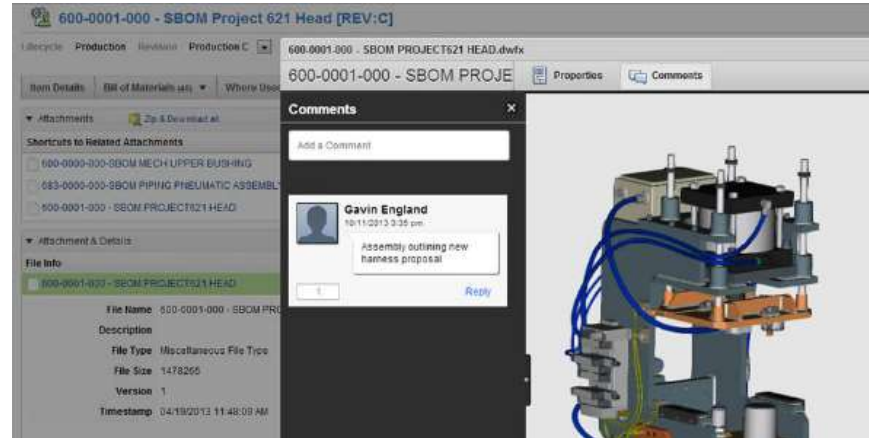 600-0001-000 - SBOM Project 621 Head [REV:C]
Lifecycle Production Revision Production C
Item Details Bill of Materials Where Used
Attachments Zip & Download all
Shortcuts to Related Attachments
600-0000-000-SBOM MECH UPPER BUSHING
683-0000-000-SBOM PIPING PNEUMATIC ASSEMBL
600-0001-000 - SBOM PROJECT621 HEAD
Attachment & Details
File Info
600-0001-000 - SBOM PROJECT621 HEAD
File Name 600-0001-000 - SBOM PRO
Description
File Type Miscellaneous File Type
File Size 1478265
Version 1
Timestamp 04/19/2013 11:48:09 AM
600-0001-000 - SBOM PROJECT621 HEAD.dwfx
600-0001-000 - SBOM PROJE
Properties
Comments
Comments
Add a Comment
Gavin England
10/11/2013 3:35 pm
Assembly outlining new
harness proposal
Reply